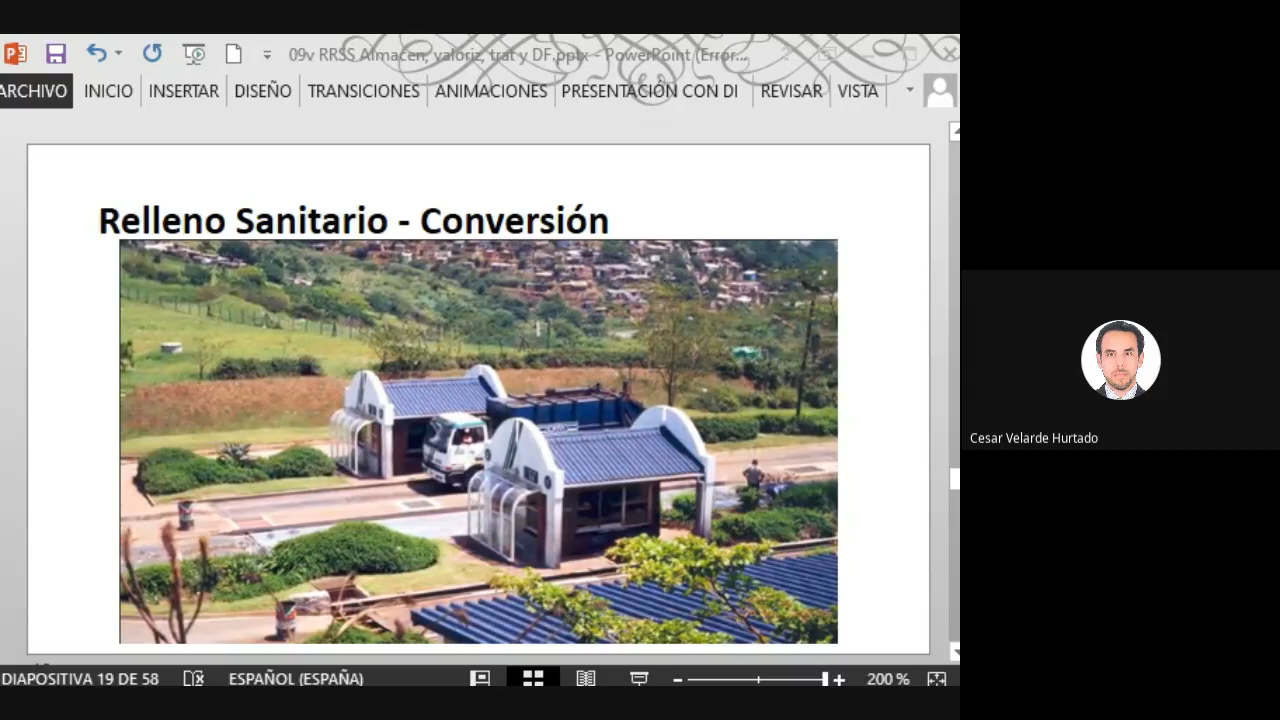 09v RRSS Almacen, valoriz, trat y DF.pptx - PowerPoint (Error...
ARCHIVO INICIO INSERTAR DISEÑO TRANSICIONES ANIMACIONES PRESENTACIÓN CON DI REVISAR VISTA
Relleno Sanitario - Conversión
Cesar Velarde Hurtado
DIAPOSITIVA 19 DE 58 ESPAÑOL (ESPAÑA) 200 %